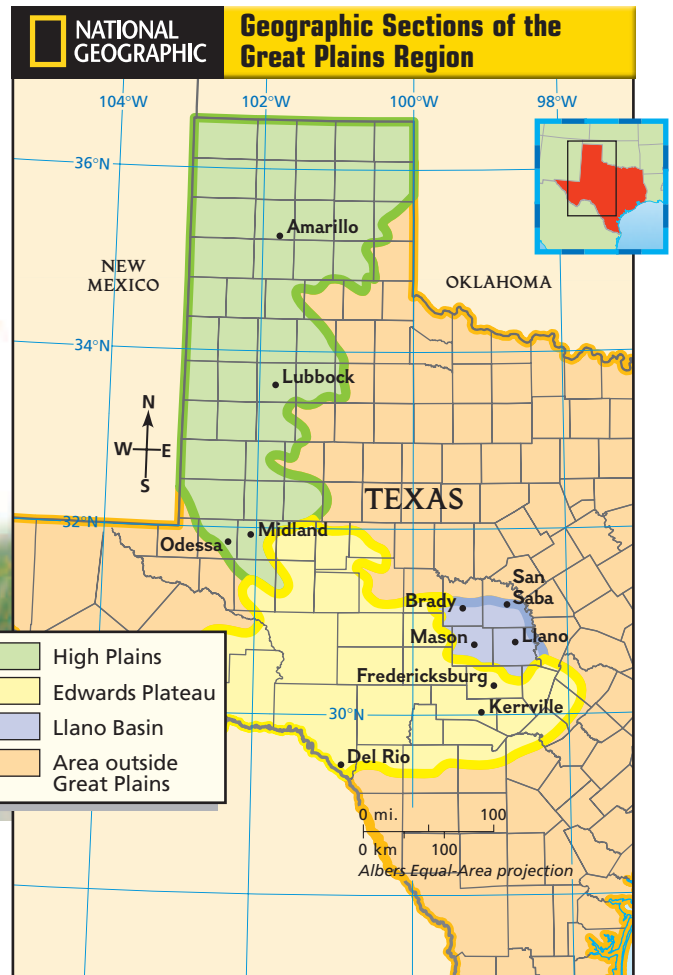 NATIONAL
GEOGRAPHIC
Geographic Sections of the
Great Plains Region
104°W
102°W
100°W
98°W
36°N
Amarillo
NEW
MEXICO
OKLAHOMA
34°N
Lubbock
N
W
E
S
TEXAS
32°N
Midland
Odessa
San
Saba
Brady
Mason
Llano
Fredericksburg
Kerrville
30°N
Del Rio
High Plains
Edwards Plateau
Llano Basin
Area outside
Great Plains
0 mi. 100
0 km 100
Albers Equal-Area projection